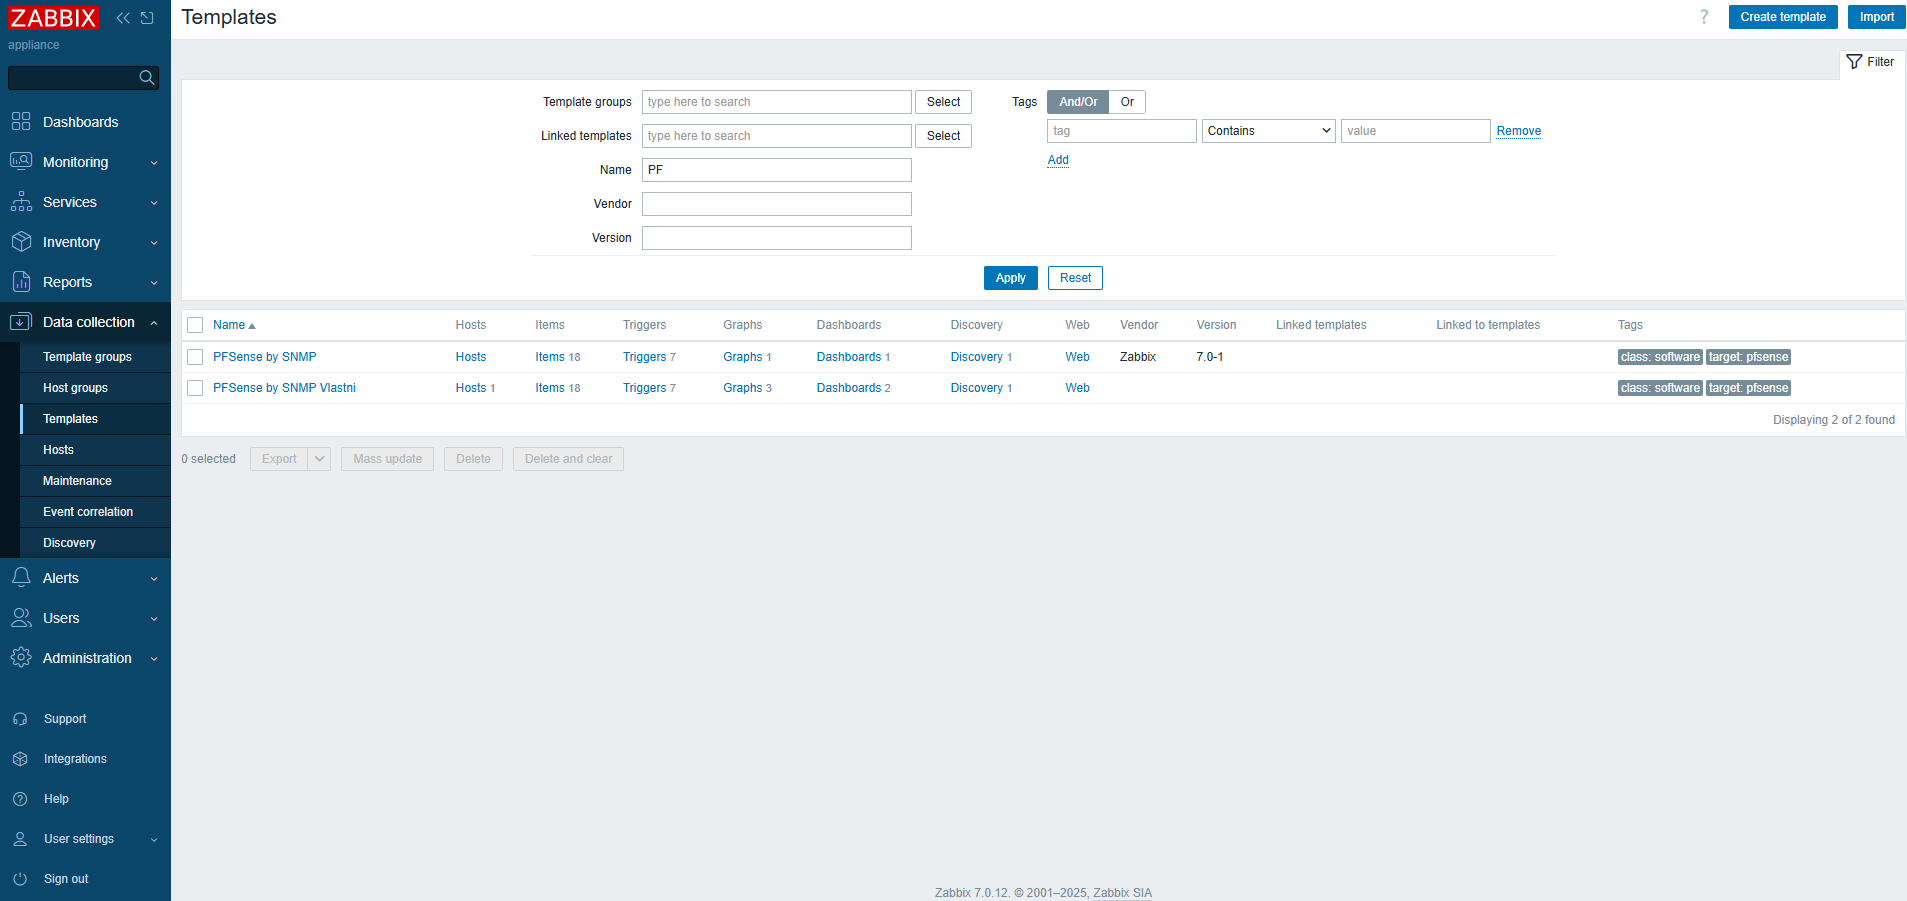 ZABBIX
appliance
Dashboards
Monitoring
Services
Inventory
Reports
Data collection
Template groups
Host groups
Templates
Hosts
Maintenance
Event correlation
Discovery
Alerts
Users
Administration
Support
Integrations
Help
User settings
Sign out
Templates
? Create template Import
Filter
Template groups type here to search Select
Linked templates type here to search Select
Name PF
Vendor
Version
Tags And/Or Or
tag Contains value Remove
Add
Apply Reset
Name Hosts Items Triggers Graphs Dashboards Discovery Web Vendor Version Linked templates Linked to templates Tags
PFSense by SNMP Hosts Items 18 Triggers 7 Graphs 1 Dashboards 1 Discovery 1 Web Zabbix 7.0-1 class: software target: pfsense
PFSense by SNMP Vlastni Hosts 1 Items 18 Triggers 7 Graphs 3 Dashboards 2 Discovery 1 Web class: software target: pfsense
Displaying 2 of 2 found
0 selected Export Mass update Delete Delete and clear
Zabbix 7.0.12. © 2001–2025, Zabbix SIA